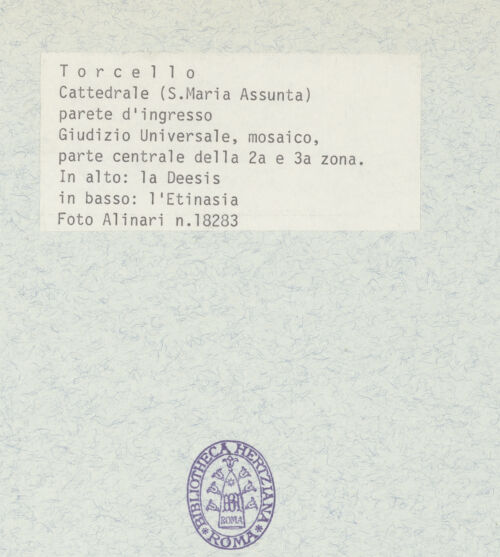 T o r c e l l o
Cattedrale (S.Maria Assunta)
parete d'ingresso
Giudizio Universale, mosaico,
parte centrale della 2a e 3a zona.
In alto: la Deesis
in basso: l'Etinasia
Foto Alinari n.18283
BIBLIOTHECA HERTZIANA
ROMA
ROMA